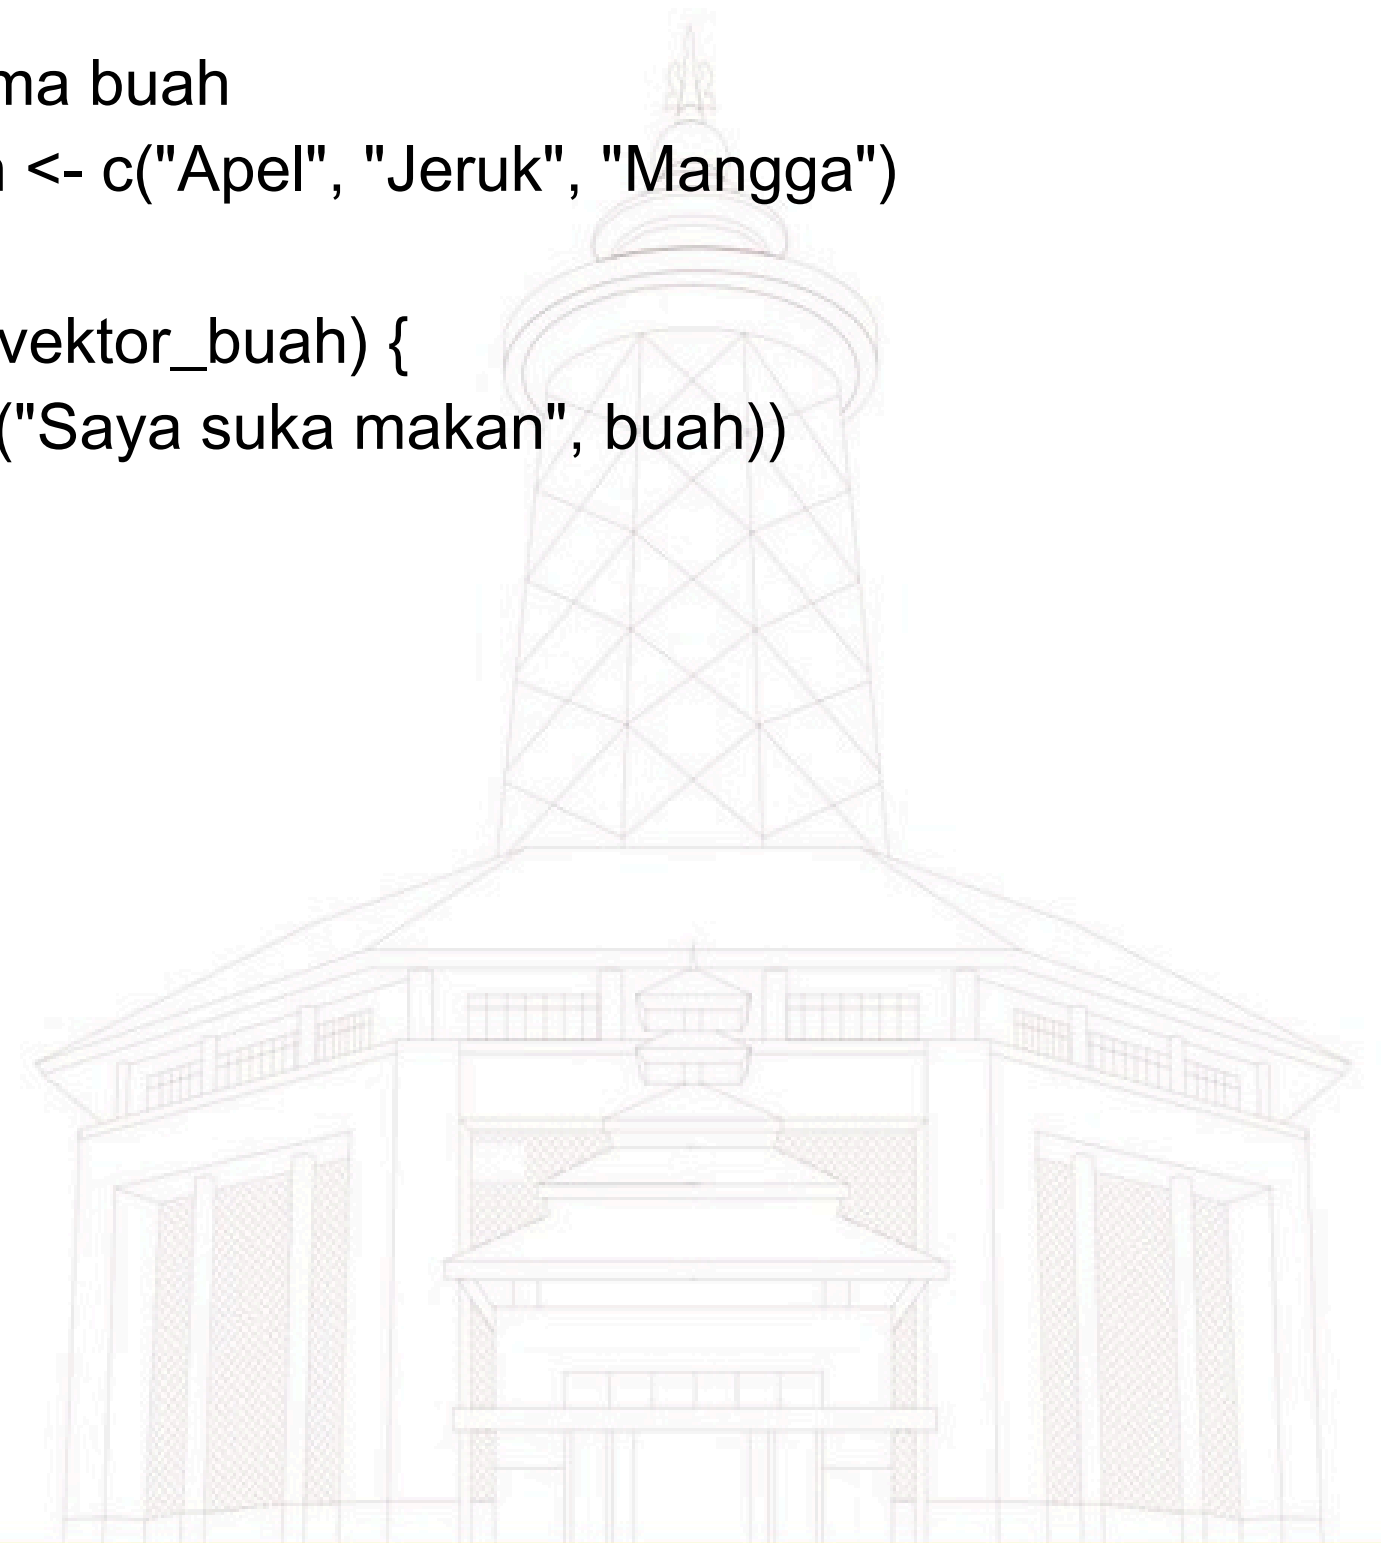 ma buah
<- c("Apel", "Jeruk", "Mangga")
vektor_buah) {
("Saya suka makan", buah))